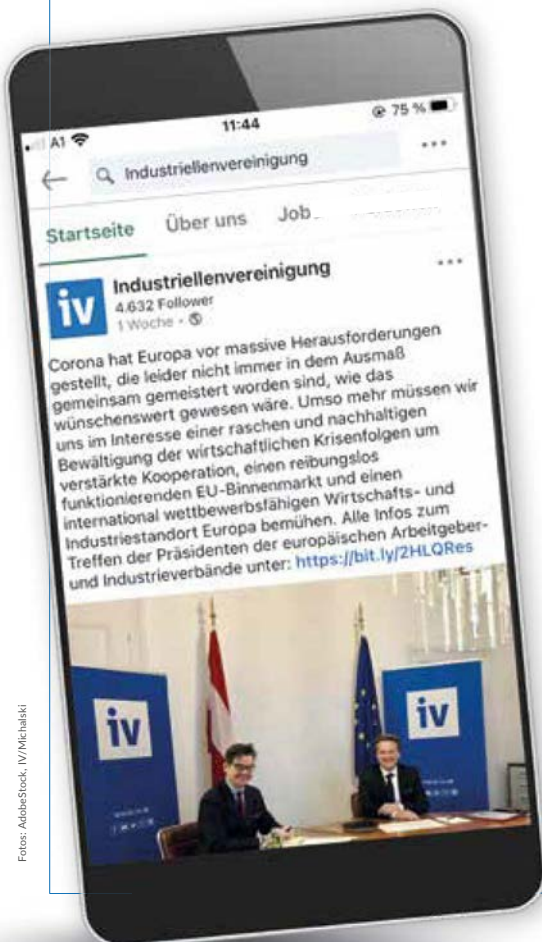 A1
11:44
75 %
Industriellenvereinigung
Startseite Über uns Job
iv
Industriellenvereinigung
4.632 Follower
1 Woche •
Corona hat Europa vor massive Herausforderungen
gestellt, die leider nicht immer in dem Ausmaß
gemeinsam gemeistert worden sind, wie das
wünschenswert gewesen wäre. Umso mehr müssen wir
uns im Interesse einer raschen und nachhaltigen
Bewältigung der wirtschaftlichen Krisenfolgen um
verstärkte Kooperation, einen reibungslos
funktionierenden EU-Binnenmarkt und einen
international wettbewerbsfähigen Wirtschafts- und
Industriestandort Europa bemühen. Alle Infos zum
Treffen der Präsidenten der europäischen Arbeitgeber-
und Industrieverbände unter: https://bit.ly/2HLQRes
iv
iv
Fotos: AdobeStock, IV/Michalski